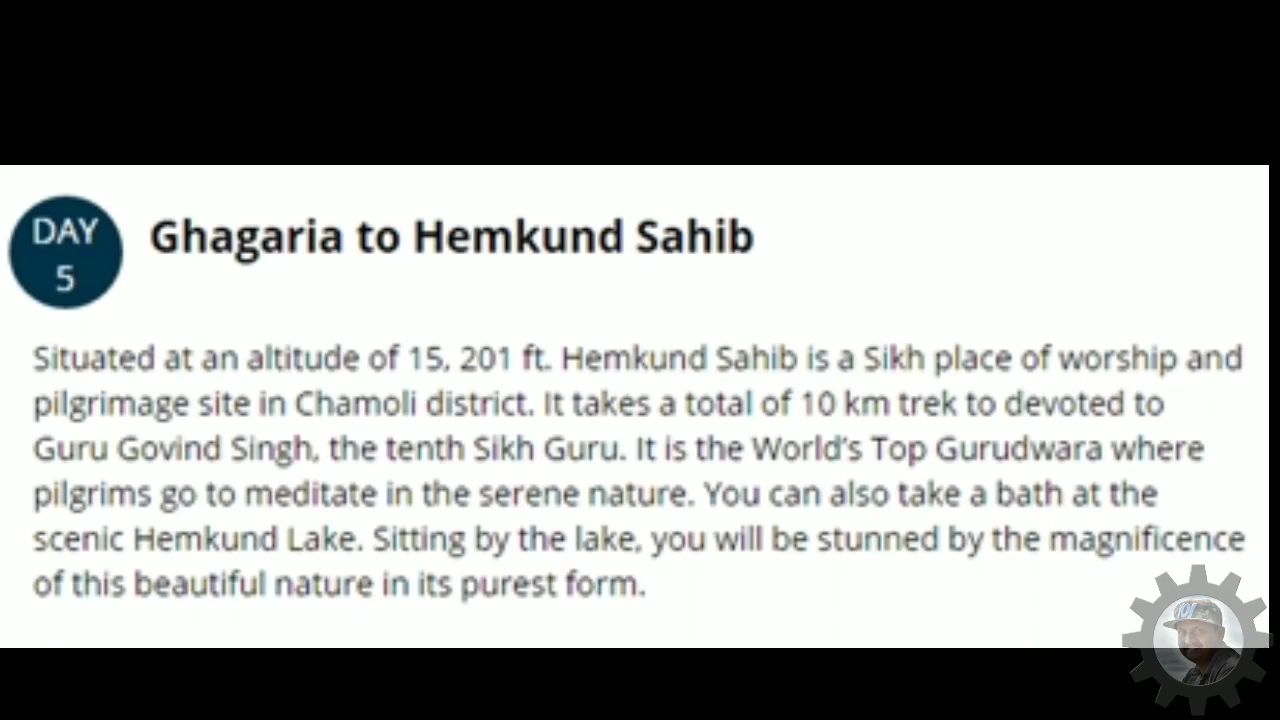 DAY
5
Ghagaria to Hemkund Sahib
Situated at an altitude of 15, 201 ft. Hemkund Sahib is a Sikh place of worship and
pilgrimage site in Chamoli district. It takes a total of 10 km trek to devoted to
Guru Govind Singh, the tenth Sikh Guru. It is the World's Top Gurudwara where
pilgrims go to meditate in the serene nature. You can also take a bath at the
scenic Hemkund Lake. Sitting by the lake, you will be stunned by the magnificence
of this beautiful nature in its purest form.